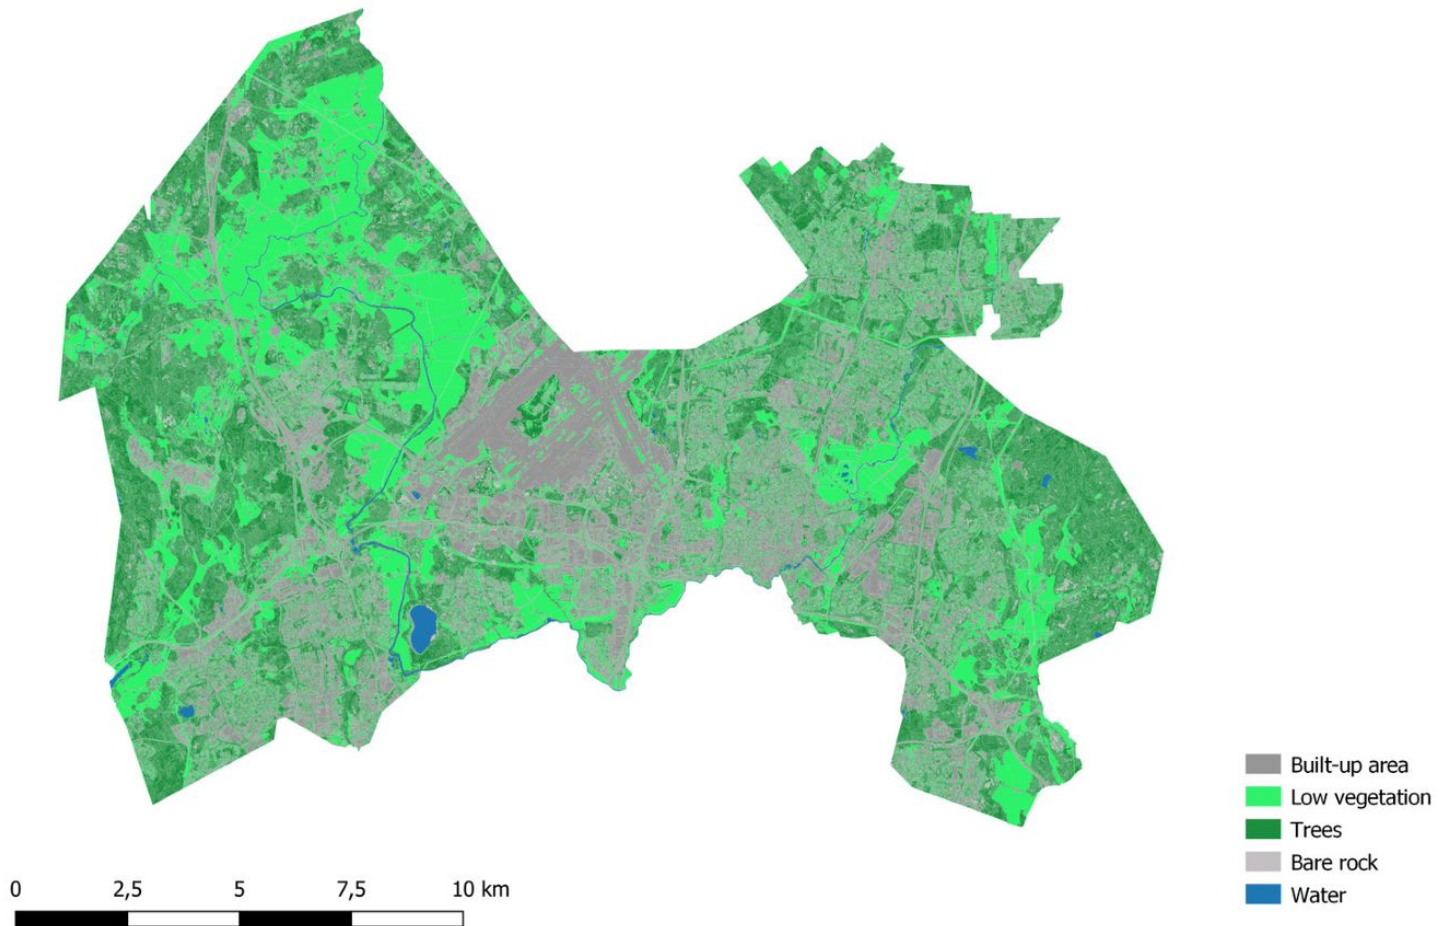 Built-up area
Low vegetation
Trees
Bare rock
Water
0 2,5 5 7,5 10 km